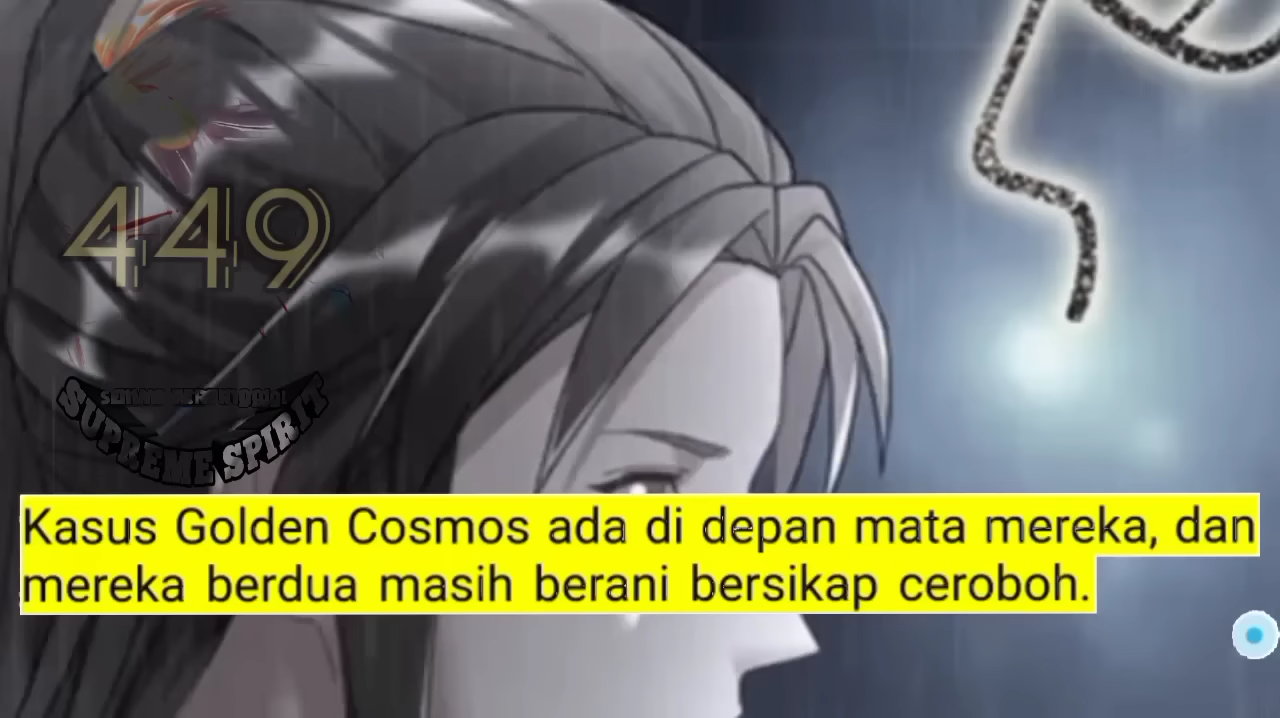 449
SUPREME SPIRIT
Kasus Golden Cosmos ada di depan mata mereka, dan
mereka berdua masih berani bersikap ceroboh.